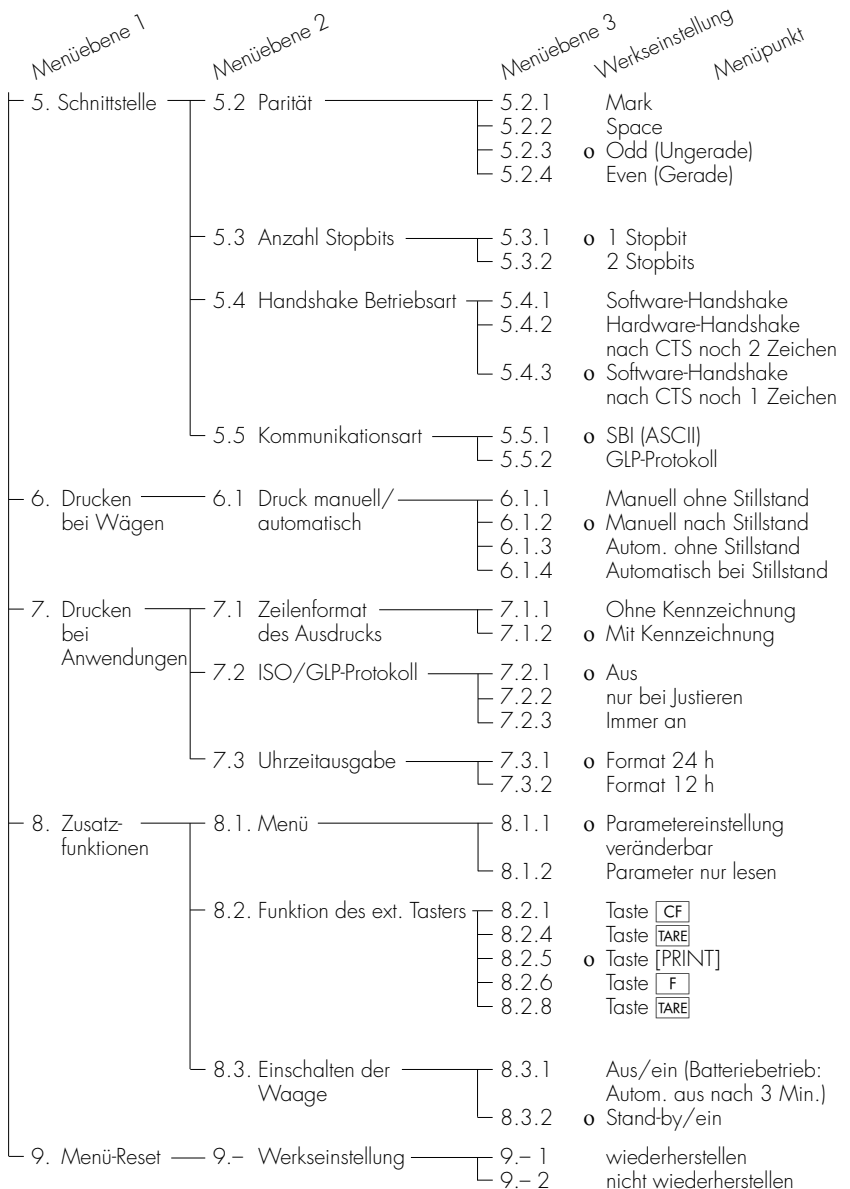 Menüebene 1 Menüebene 2 Menüebene 3 Werkseinstellung Menüpunkt
5. Schnittstelle 5.2 Parität 5.2.1 Mark
5.2.2 Space
5.2.3 o Odd (Ungerade)
5.2.4 Even (Gerade)
5.3 Anzahl Stopbits 5.3.1 o 1 Stopbit
5.3.2 2 Stopbits
5.4 Handshake Betriebsart 5.4.1 Software-Handshake
5.4.2 Hardware-Handshake
nach CTS noch 2 Zeichen
5.4.3 o Software-Handshake
nach CTS noch 1 Zeichen
5.5 Kommunikationsart 5.5.1 o SBI (ASCII)
5.5.2 GLP-Protokoll
6. Drucken 6.1 Druck manuell/ 6.1.1 Manuell ohne Stillstand
bei Wägen automatisch 6.1.2 o Manuell nach Stillstand
6.1.3 Autom. ohne Stillstand
6.1.4 Automatisch bei Stillstand
7. Drucken 7.1 Zeilenformat 7.1.1 Ohne Kennzeichnung
bei des Ausdrucks 7.1.2 o Mit Kennzeichnung
Anwendungen
7.2 ISO/GLP-Protokoll 7.2.1 o Aus
7.2.2 nur bei Justieren
7.2.3 Immer an
7.3 Uhrzeitausgabe 7.3.1 o Format 24 h
7.3.2 Format 12 h
8. Zusatz- 8.1. Menü 8.1.1 o Parametereinstellung
funktionen veränderbar
8.1.2 Parameter nur lesen
8.2. Funktion des ext. Tasters 8.2.1 Taste CF
8.2.4 Taste TARE
8.2.5 o Taste [PRINT]
8.2.6 Taste F
8.2.8 Taste TARE
8.3. Einschalten der 8.3.1 Aus/ein (Batteriebetrieb:
Waage Autom. aus nach 3 Min.)
8.3.2 o Stand-by/ein
9. Menü-Reset 9.– Werkseinstellung 9.– 1 wiederherstellen
9.– 2 nicht wiederherstellen